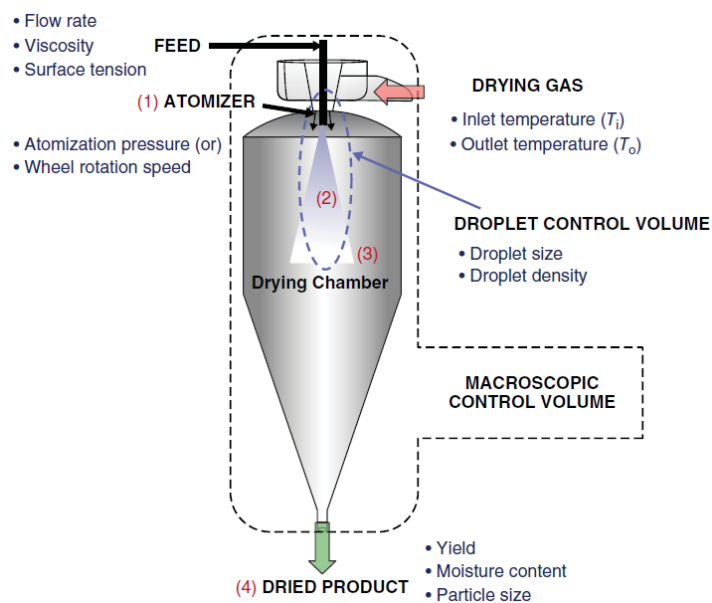 • Flow rate
• Viscosity
• Surface tension
FEED
(1) ATOMIZER
• Atomization pressure (or)
• Wheel rotation speed
DRYING GAS
• Inlet temperature (Ti)
• Outlet temperature (To)
(2)
DROPLET CONTROL VOLUME
• Droplet size
• Droplet density
(3)
Drying Chamber
MACROSCOPIC
CONTROL VOLUME
• Yield
• Moisture content
• Particle size
(4) DRIED PRODUCT